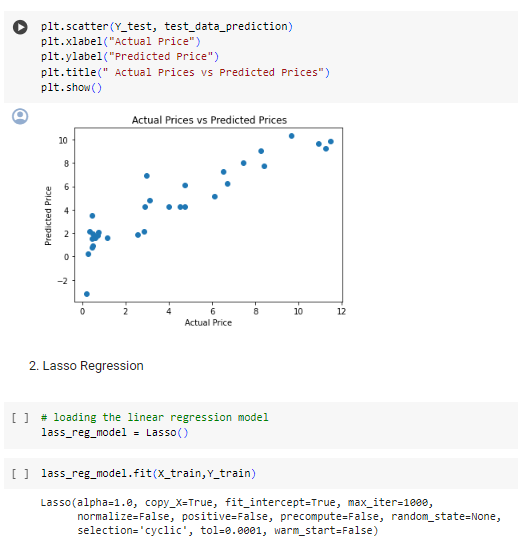 plt.scatter(Y_test, test_data_prediction)
plt.xlabel("Actual Price")
plt.ylabel("Predicted Price")
plt.title(" Actual Prices vs Predicted Prices")
plt.show()
Actual Prices vs Predicted Prices
Predicted Price
10
8
6
4
2
0
−2
0 2 4 6 8 10 12
Actual Price
2. Lasso Regression
[ ] # loading the linear regression model
lass_reg_model = Lasso()
[ ] lass_reg_model.fit(X_train,Y_train)
Lasso(alpha=1.0, copy_X=True, fit_intercept=True, max_iter=1000,
normalize=False, positive=False, precompute=False, random_state=None,
selection='cyclic', tol=0.0001, warm_start=False)